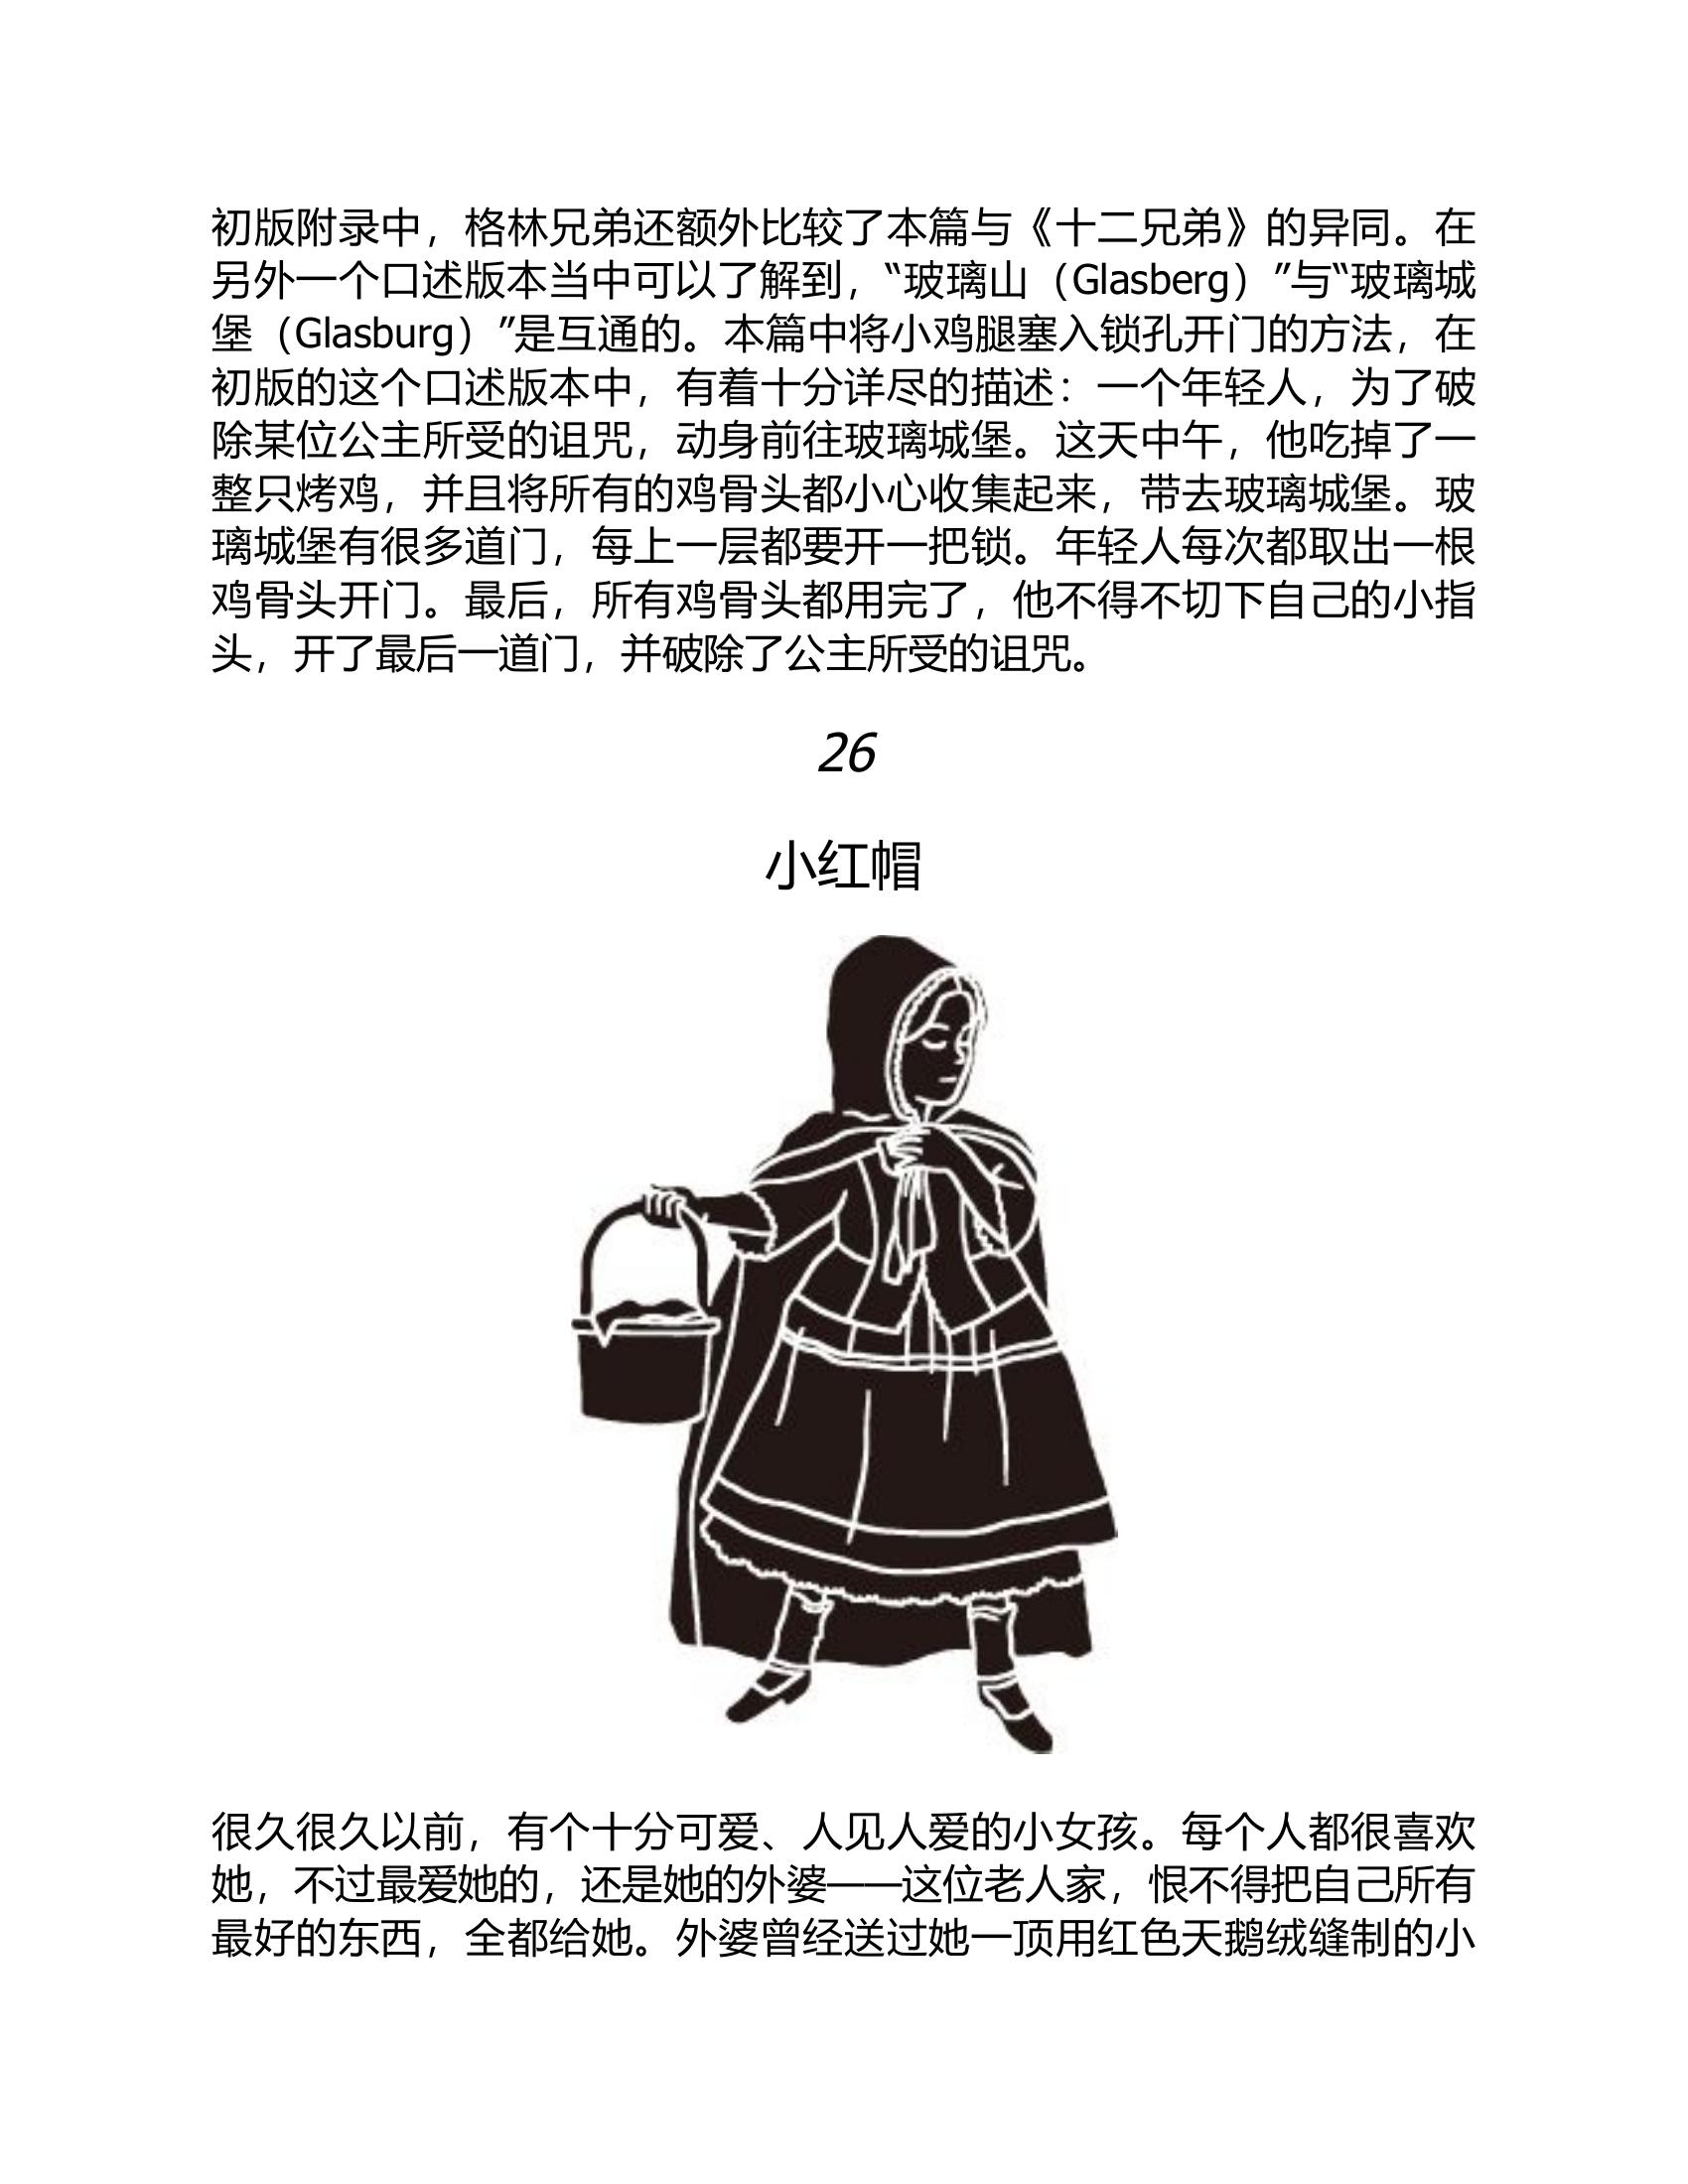 初版附录中，格林兄弟还额外比较了本篇与《十二兄弟》的异同。在
另外一个口述版本当中可以了解到，“玻璃山（Glasberg）”与“玻璃城
堡（Glasburg）”是互通的。本篇中将小鸡腿塞入锁孔开门的方法，在
初版的这个口述版本中，有着十分详尽的描述：一个年轻人，为了破
除某位公主所受的诅咒，动身前往玻璃城堡。这天中午，他吃掉了一
整只烤鸡，并且将所有的鸡骨头都小心收集起来，带去玻璃城堡。玻
璃城堡有很多道门，每上一层都要开一把锁。年轻人每次都取出一根
鸡骨头开门。最后，所有鸡骨头都用完了，他不得不切下自己的小指
头，开了最后一道门，并破除了公主所受的诅咒。
26
小红帽
很久很久以前，有个十分可爱、人见人爱的小女孩。每个人都很喜欢
她，不过最爱她的，还是她的外婆——这位老人家，恨不得把自己所有
最好的东西，全都给她。外婆曾经送过她一顶用红色天鹅绒缝制的小